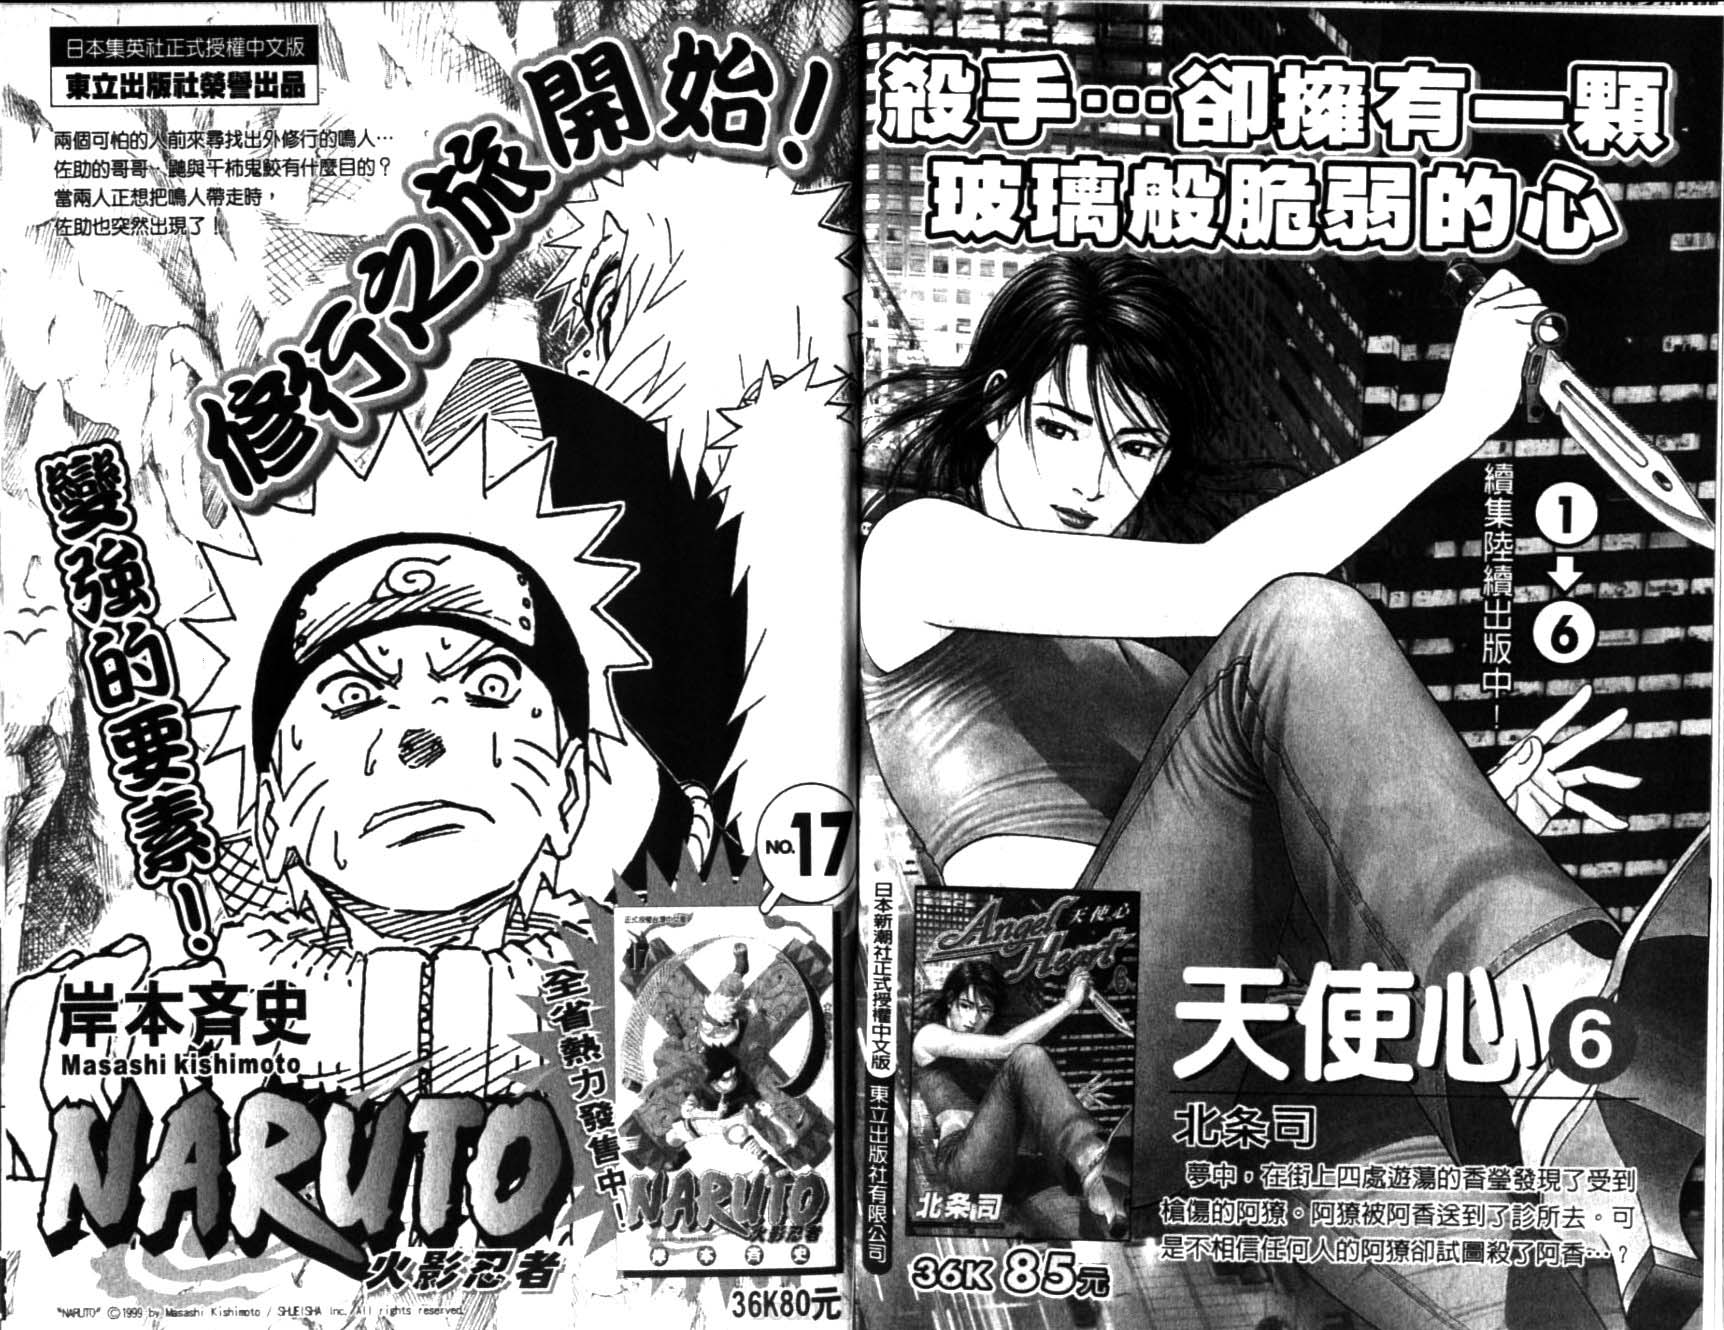 日本集英社正式授權中文版
東立出版社榮譽出品
兩個可怕的人前來尋找出外修行的鳴人…
佐助的哥哥…鼬與干柿鬼鮫有什麼目的？
當兩人正想把鳴人帶走時，
佐助也突然出現了！
修行之旅開始！
變強的要素！
岸本斉史
Masashi kishimoto
NARUTO
火影忍者
全省熱力發售中！
NO.17
17
NARUTO
火影忍者
岸本斉史
36K80元
"NARUTO" ©1999 by Masashi Kishimoto / SHUEISHA Inc. All rights reserved.
殺手…卻擁有一顆
玻璃般脆弱的心
1➡6
續集陸續出版中！
日本新潮社正式授權中文版
東立出版社有限公司
Angel Heart
天使心
6
北条司
36K 85元
天使心 6
北条司
夢中，在街上四處遊蕩的香瑩發現了受到
槍傷的阿獠。阿獠被阿香送到了診所去。可
是不相信任何人的阿獠卻試圖殺了阿香…？